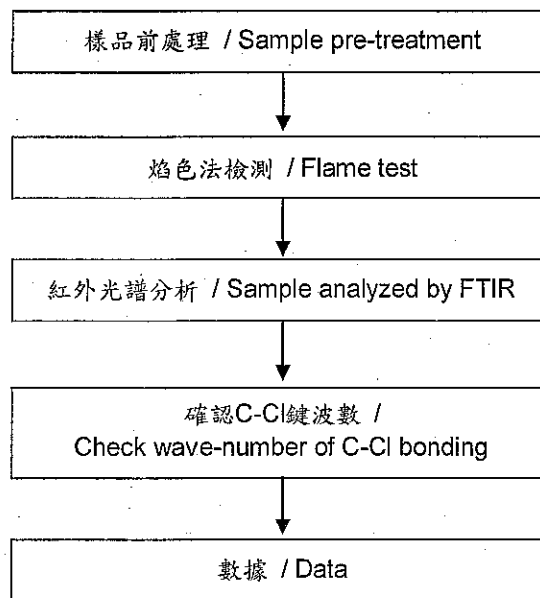 樣品前處理 / Sample pre-treatment
焰色法檢測 / Flame test
紅外光譜分析 / Sample analyzed by FTIR
確認C-Cl鍵波數 /
Check wave-number of C-Cl bonding
數據 / Data